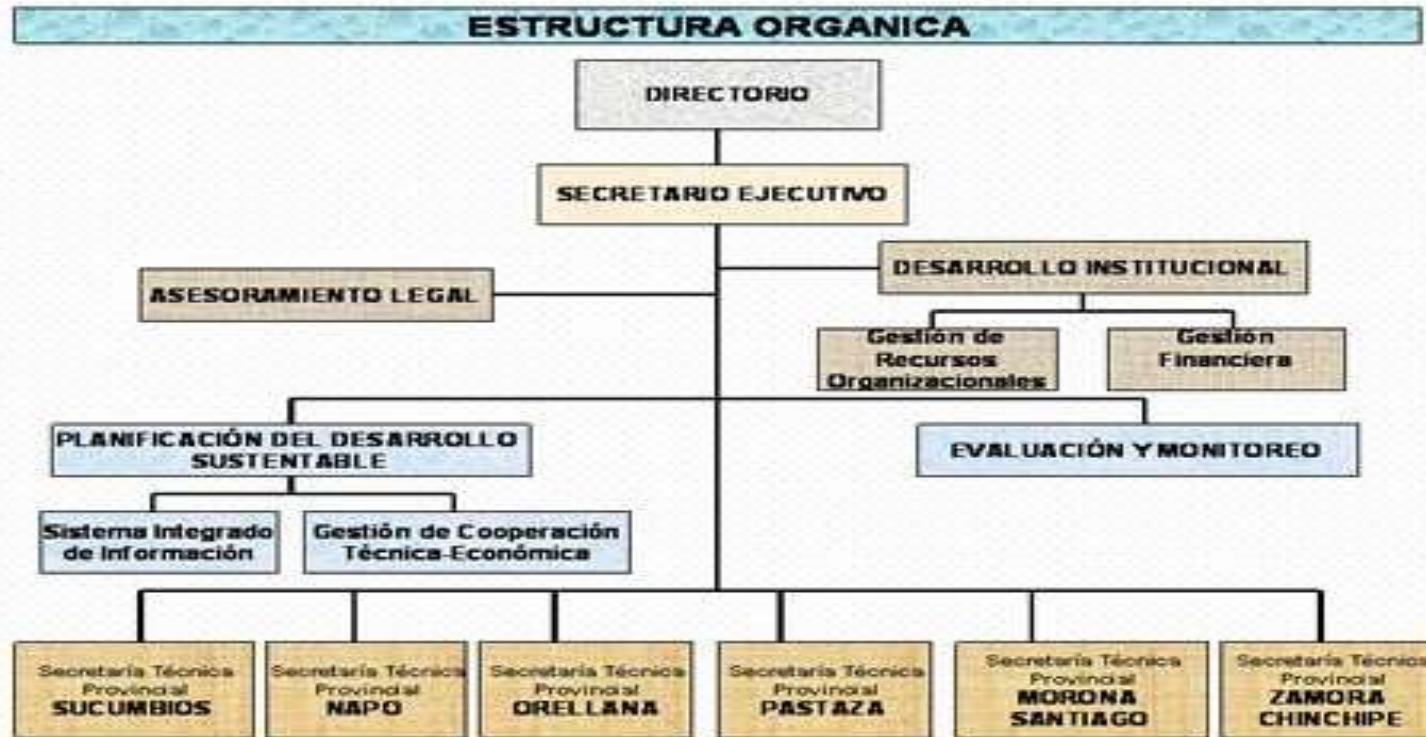 ESTRUCTURA ORGANICA
DIRECTORIO
SECRETARIO EJECUTIVO
DESARROLLO INSTITUCIONAL
ASESORAMIENTO LEGAL
Gestión de
Recursos
Organizacionales
Gestión
Financiera
PLANIFICACIÓN DEL DESARROLLO
SUSTENTABLE
EVALUACIÓN Y MONITOREO
Sistema Integrado
de Información
Gestión de Cooperación
Técnica-Económica
Secretaría Técnica
Provincial
SUCUMBIOS
Secretaría Técnica
Provincial
NAPO
Secretaría Técnica
Provincial
ORELLANA
Secretaría Técnica
Provincial
PASTAZA
Secretaría Técnica
Provincial
MORONA
SANTIAGO
Secretaría Técnica
Provincial
ZAMORA
CHINCHIPE